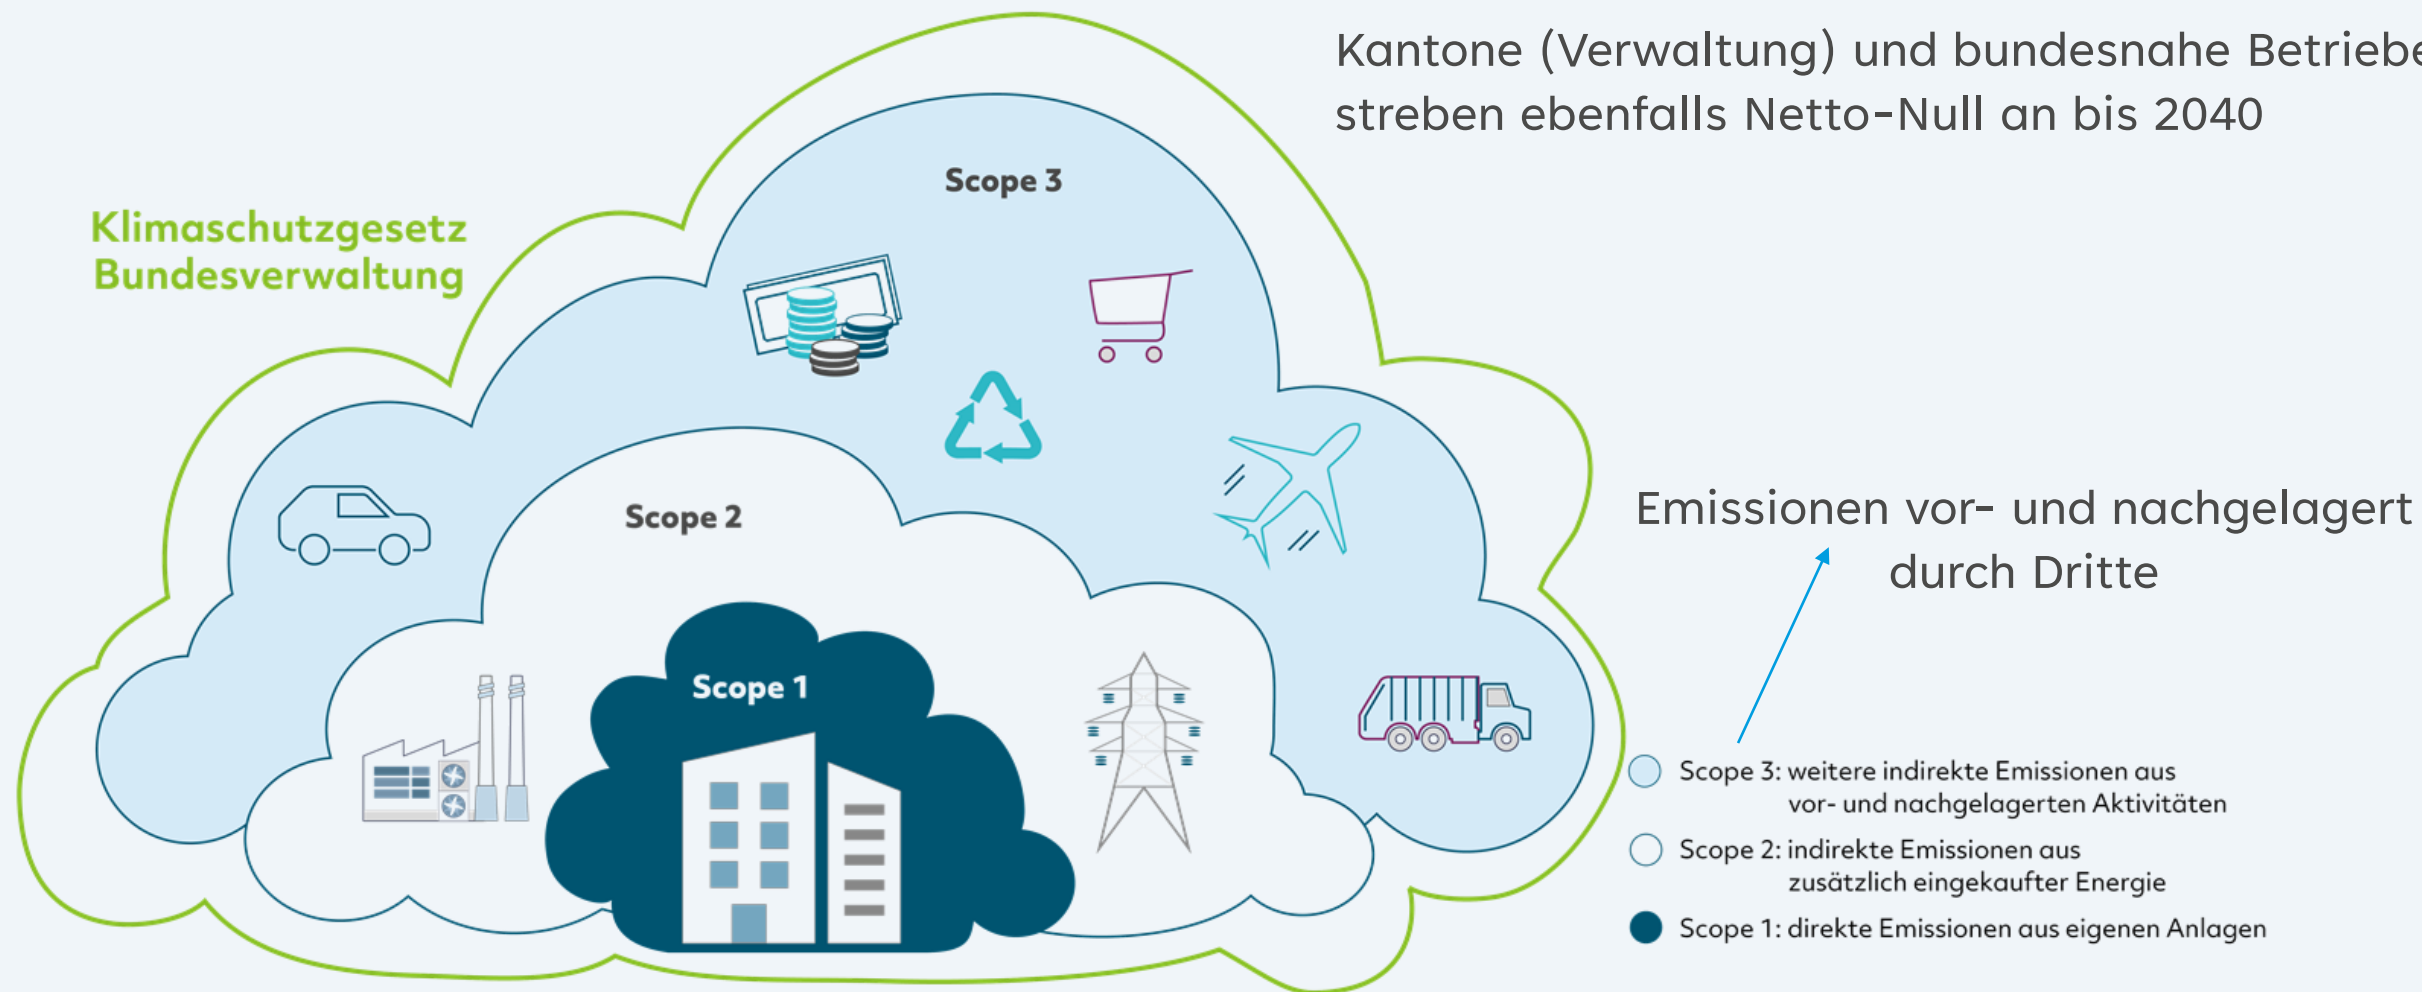 Kantone (Verwaltung) und bundesnahe Betriebe
streben ebenfalls Netto-Null an bis 2040
Klimaschutzgesetz
Bundesverwaltung
Scope 3
Scope 2
Scope 1
Emissionen vor- und nachgelagert
durch Dritte
Scope 3: weitere indirekte Emissionen aus
vor- und nachgelagerten Aktivitäten
Scope 2: indirekte Emissionen aus
zusätzlich eingekaufter Energie
Scope 1: direkte Emissionen aus eigenen Anlagen